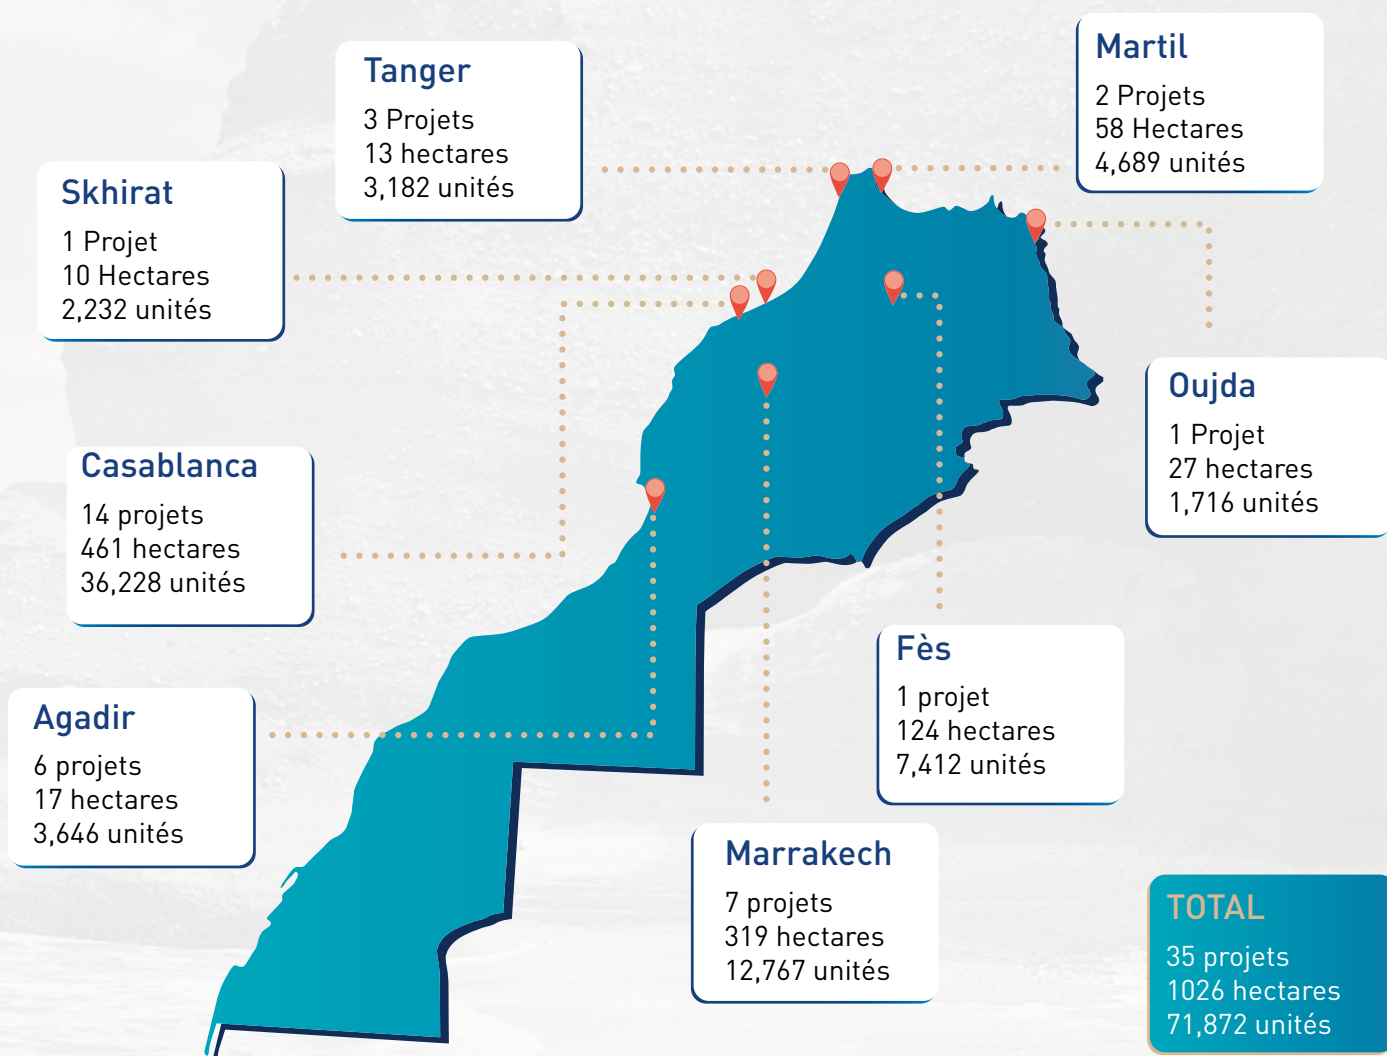 Tanger
3 Projets
13 hectares
3,182 unités
Martil
2 Projets
58 Hectares
4,689 unités
Skhirat
1 Projet
10 Hectares
2,232 unités
Oujda
1 Projet
27 hectares
1,716 unités
Casablanca
14 projets
461 hectares
36,228 unités
Fès
1 projet
124 hectares
7,412 unités
Agadir
6 projets
17 hectares
3,646 unités
Marrakech
7 projets
319 hectares
12,767 unités
TOTAL
35 projets
1026 hectares
71,872 unités